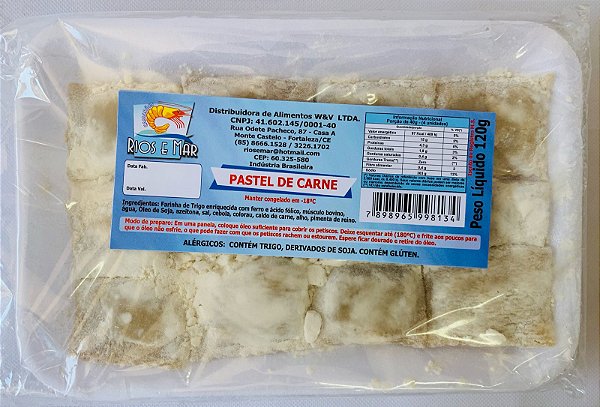 RIOS E MAR
Data Fab.
Data Val.
Distribuidora de Alimentos W&V LTDA.
CNPJ: 41.602.145/0001-40
Rua Odete Pacheco, 87 - Casa A
Monte Castelo - Fortaleza/CE
(85) 8666.1528 / 3226.1702
riosemar@hotmail.com
CEP: 60.325-580
Indústria Brasileira
PASTEL DE CARNE
Manter congelado em -18ºC
Ingredientes: Farinha de Trigo enriquecida com ferro e ácido fólico, músculo bovino,
água, Óleo de Soja, azeitona, sal, cebola, colorau, caldo de carne, alho, pimenta do reino.
Modo de preparo: Em uma panela, coloque óleo suficiente para cobrir os petiscos. Deixe esquentar até (180ºC) e frite aos poucos para
que o óleo não esfrie, o que pode fazer com que os petiscos rachem ou estourem. Espere ficar dourado e retire do óleo.
ALÉRGICOS: CONTÉM TRIGO, DERIVADOS DE SOJA. CONTÉM GLÚTEN.
Informação Nutricional
Porção de 40g - (4 unidades)
Valor energético
Carboidratos
Proteínas
Gorduras totais
Gorduras saturadas
Gorduras Trans
Fibra alimentar
Sódio
7 898965 998134
Peso Líquido 120g